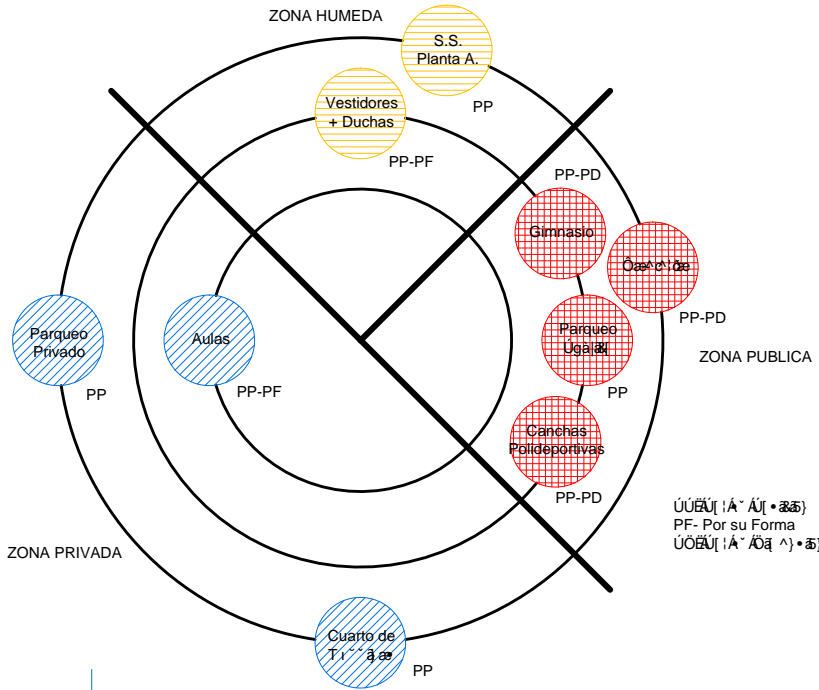 ZONA HUMEDA
S.S.
Planta A.
PP
Vestidores
+ Duchas
PP-PF
PP-PD
Gimnasio
PP-PD
Parqueo
PP
ZONA PUBLICA
Canchas
Polideportivas
PP-PD
Parqueo
Privado
PP
Aulas
PP-PF
PF- Por su Forma
ZONA PRIVADA
Cuarto de
PP